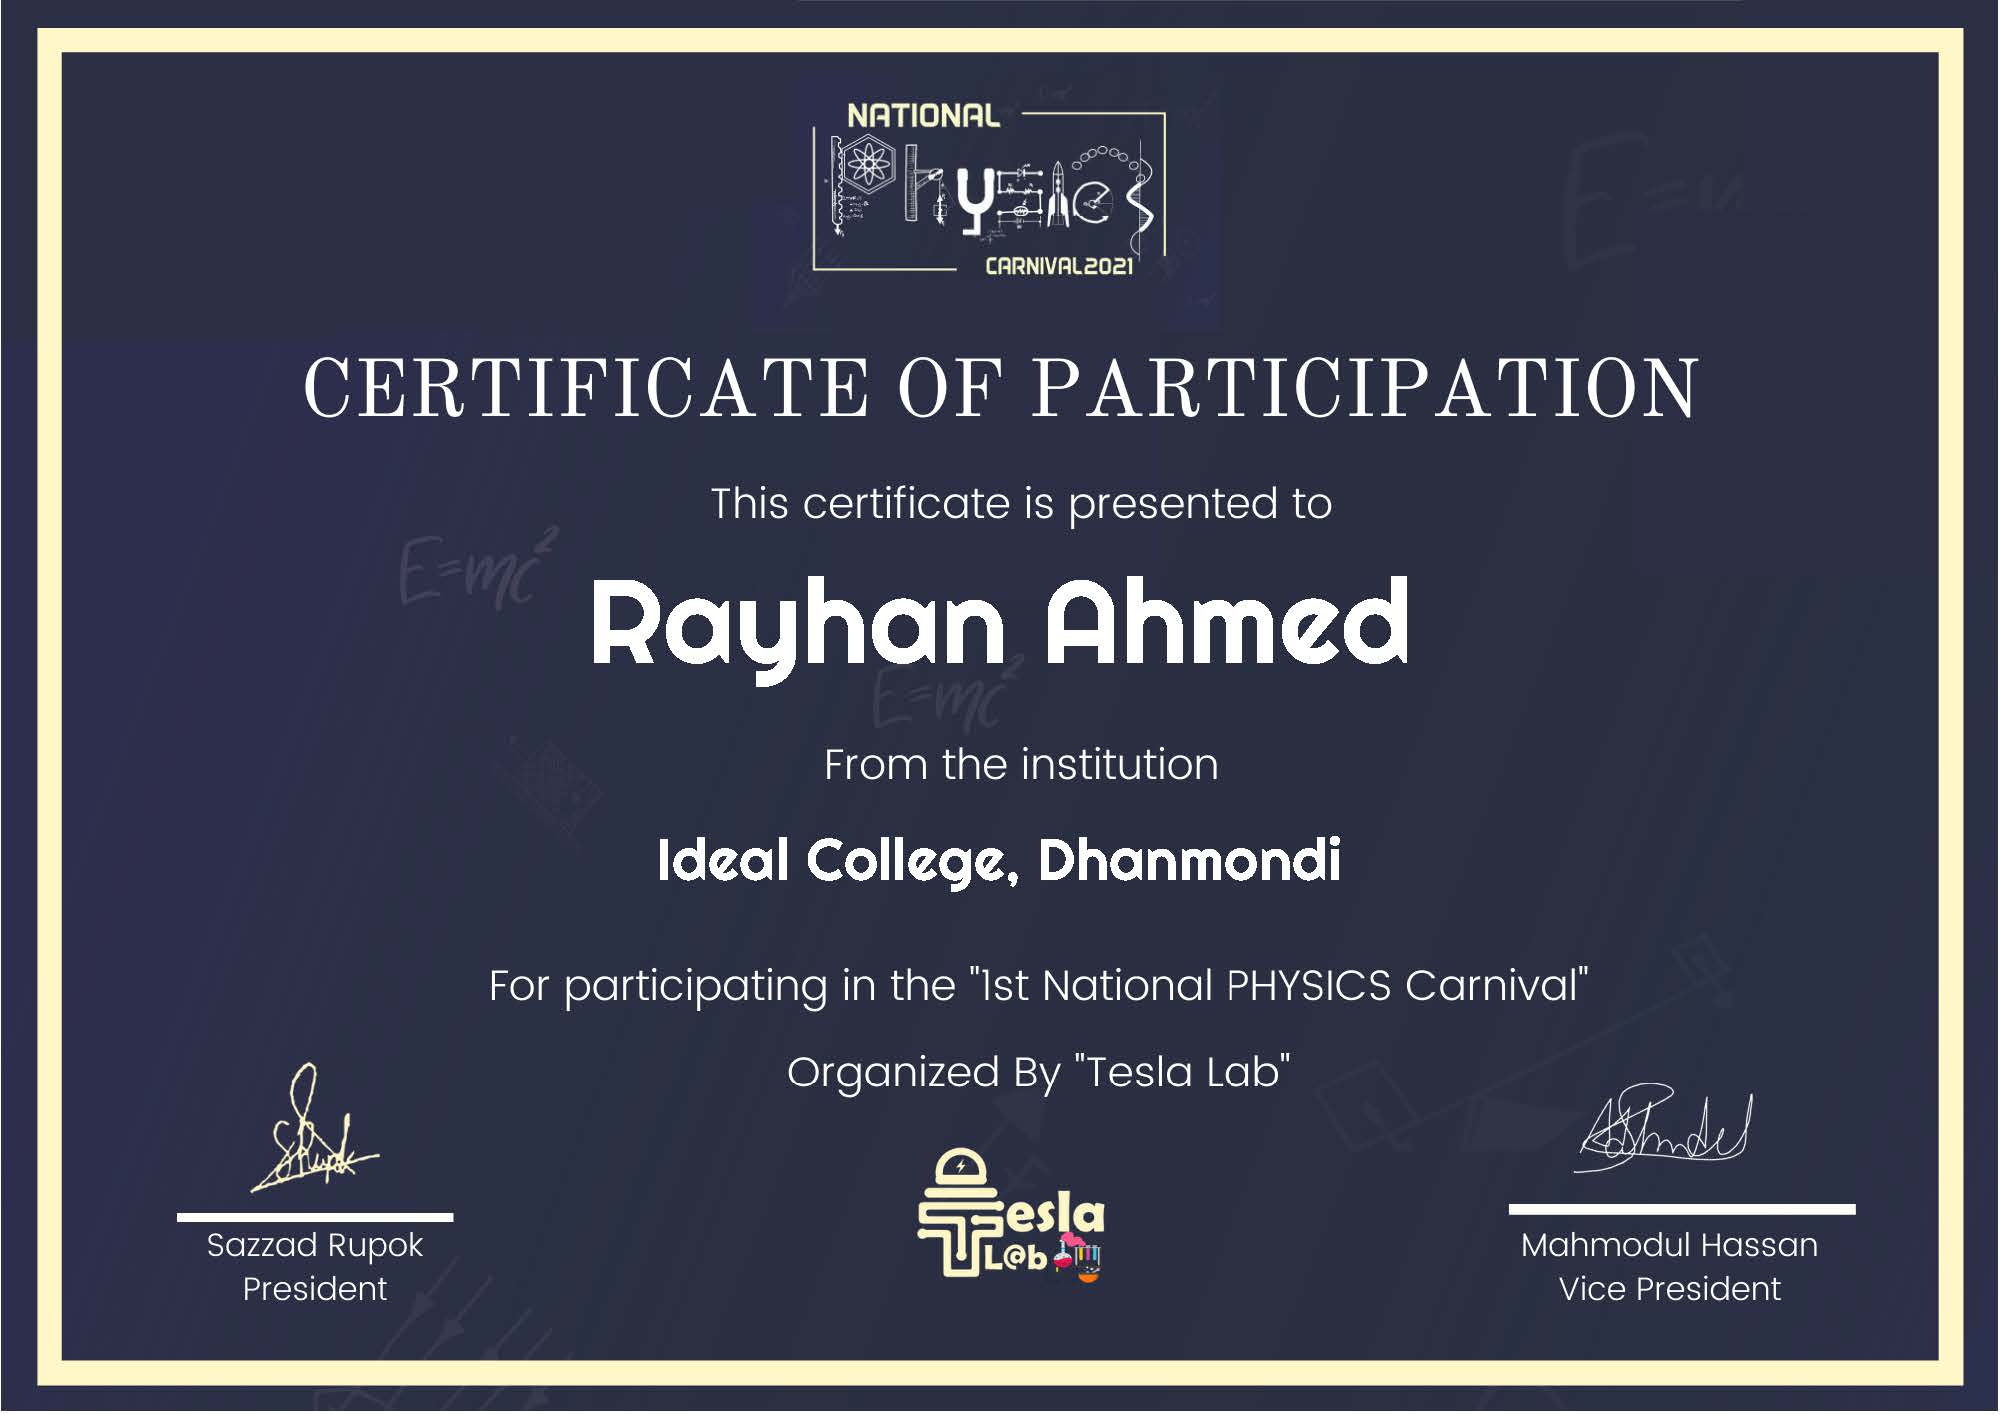 NATIONAL
Physics
CARNIVAL2021
CERTIFICATE OF PARTICIPATION
This certificate is presented to
E=mc²
Rayhan Ahmed
E=mc²
From the institution
Ideal College, Dhanmondi
For participating in the "1st National PHYSICS Carnival"
Organized By "Tesla Lab"
Tesla
L@b
Sazzad Rupok
President
Mahmodul Hassan
Vice President